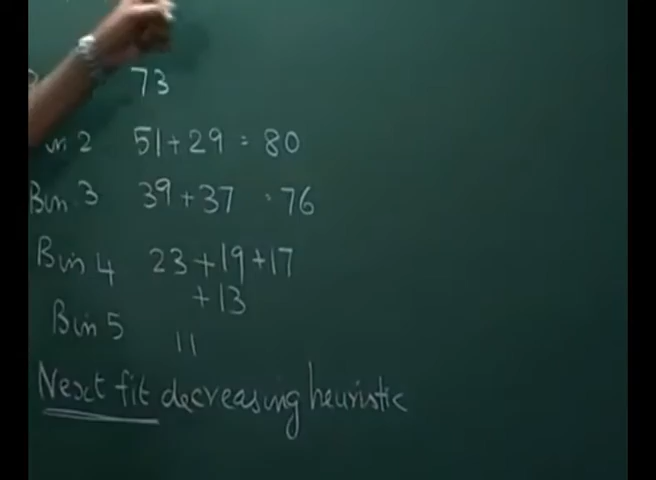 73
in 2 51+29 = 80
Bin 3 39+37 = 76
Bin 4 23+19+17
+13
Bin 5
11
Next fit decreasing heuristic